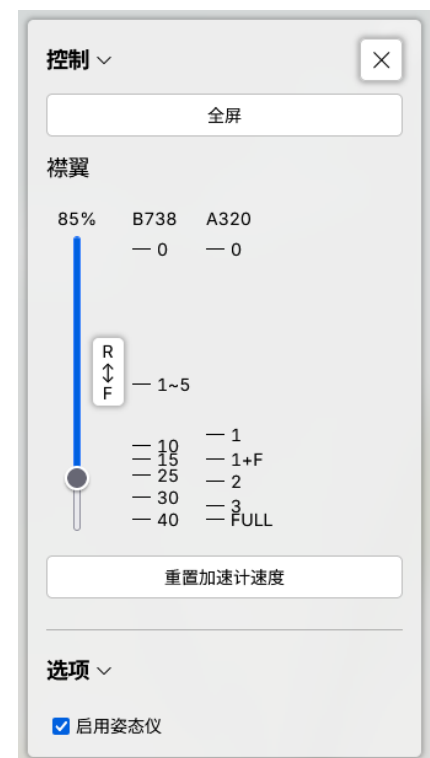 控制
全屏
襟翼
85% B738 A320
— 0 — 0
R
↕
F
— 1~5
— 1
— 10
— 15 — 1+F
— 25 — 2
— 30 — 3
— 40 — FULL
重置加速计速度
选项
启用姿态仪